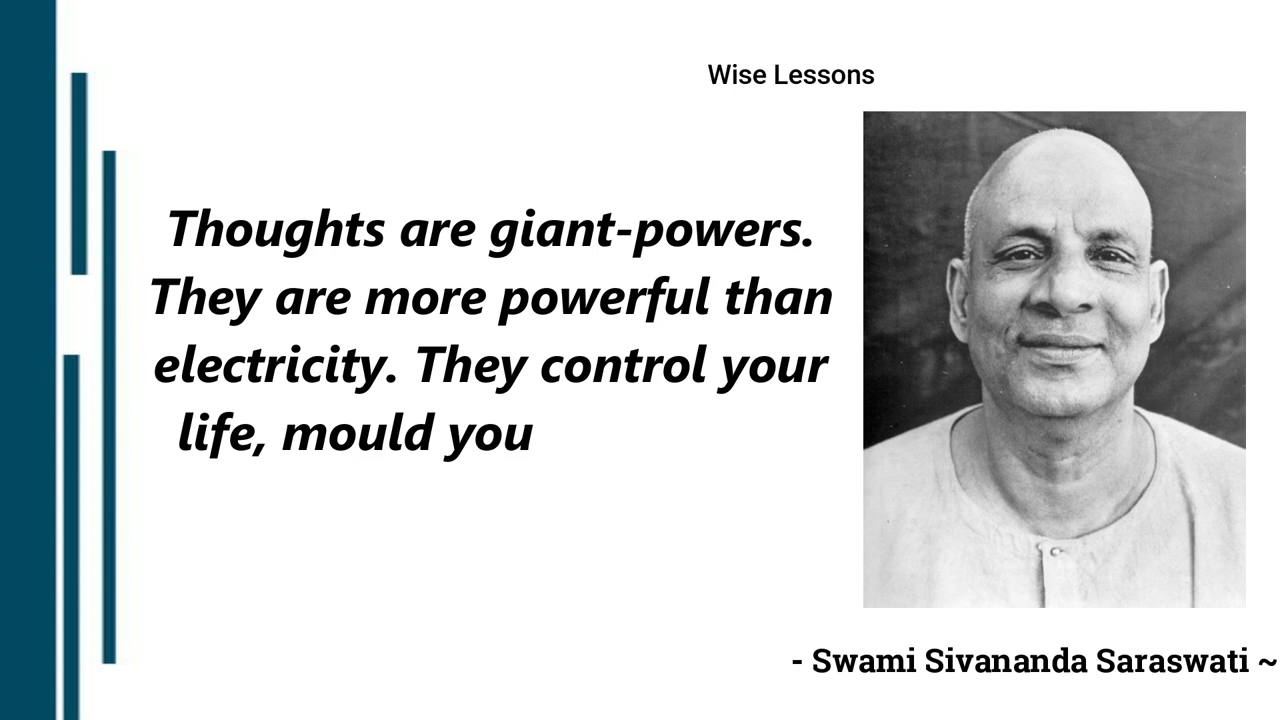 Wise Lessons
Thoughts are giant-powers.
They are more powerful than
electricity. They control your
life, mould you
- Swami Sivananda Saraswati ~